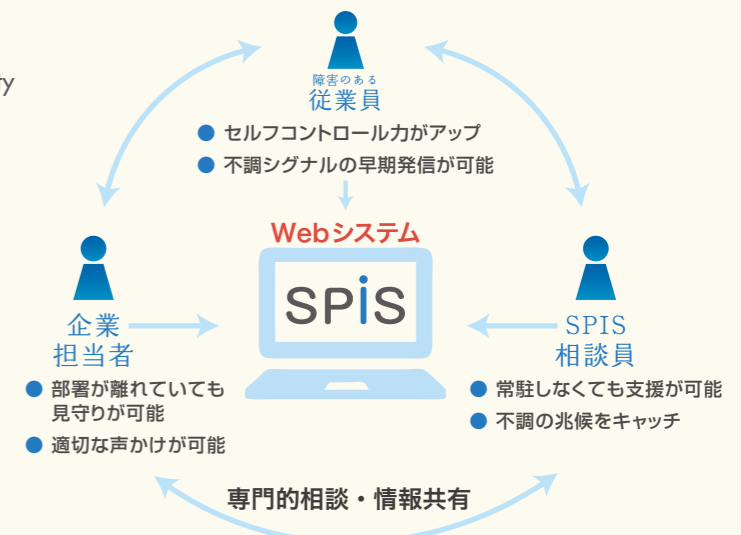 ty
障害のある
従業員
● セルフコントロール力がアップ
● 不調シグナルの早期発信が可能
Webシステム
SPiS
企業
担当者
● 部署が離れていても
見守りが可能
● 適切な声かけが可能
SPIS
相談員
● 常駐しなくても支援が可能
● 不調の兆候をキャッチ
専門的相談・情報共有